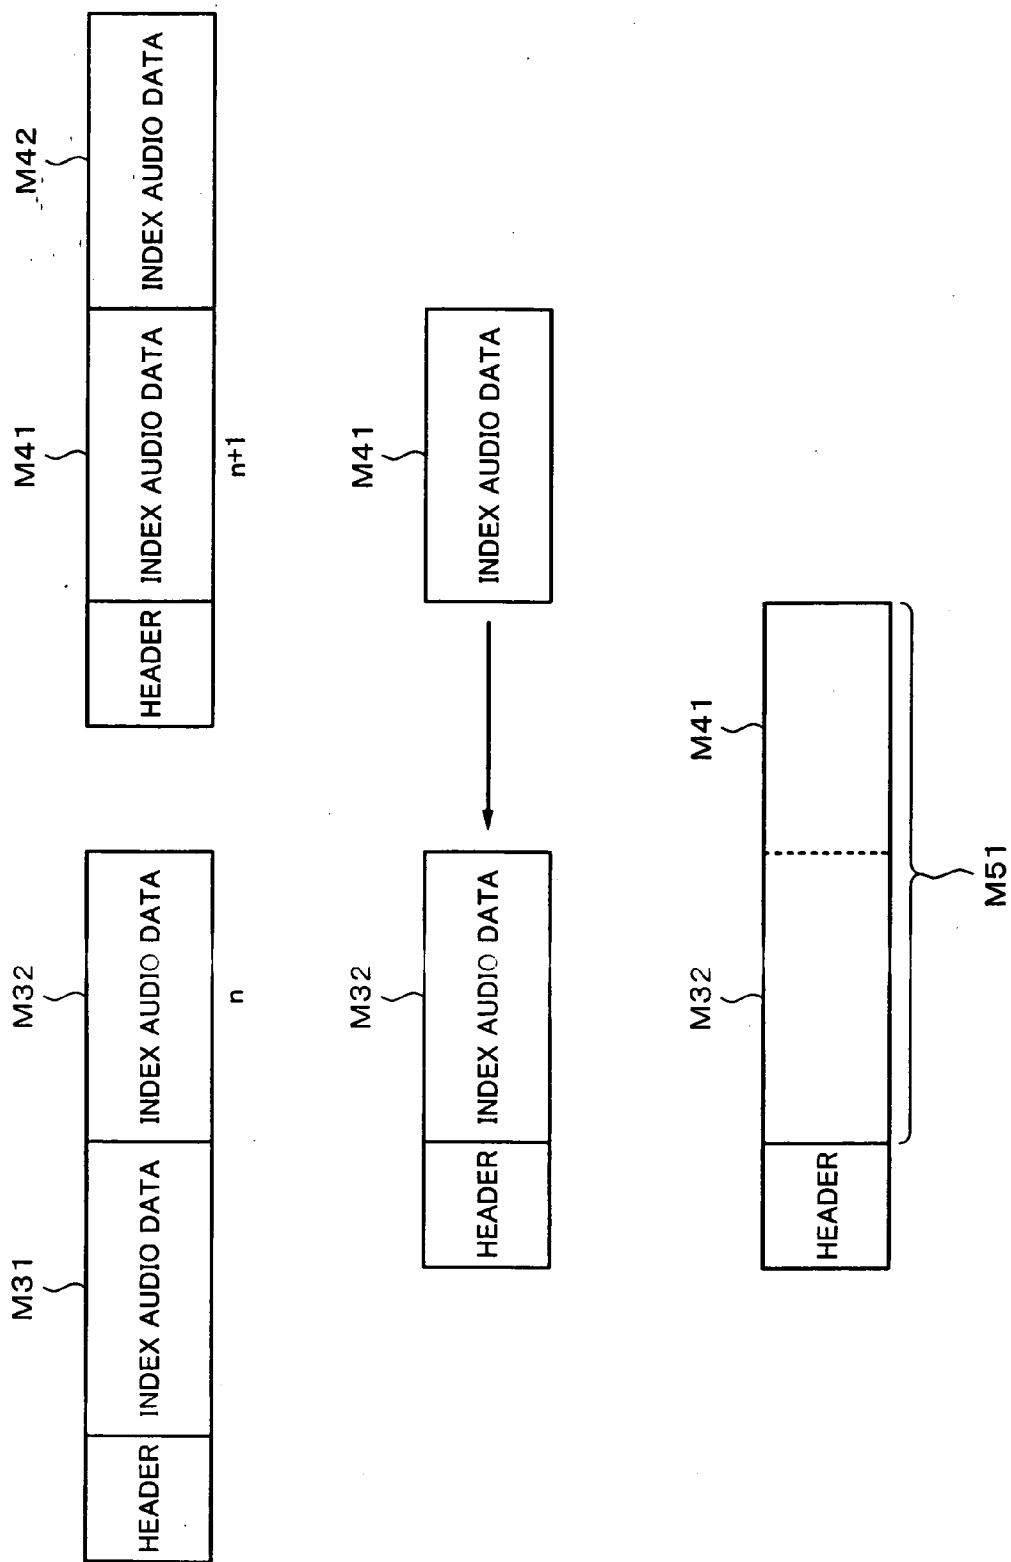 M31
M32
M41
M42
HEADER
INDEX AUDIO DATA
INDEX AUDIO DATA
HEADER
INDEX AUDIO DATA
INDEX AUDIO DATA
n
n+1
M32
M41
HEADER
INDEX AUDIO DATA
INDEX AUDIO DATA
M32
M41
HEADER
M51